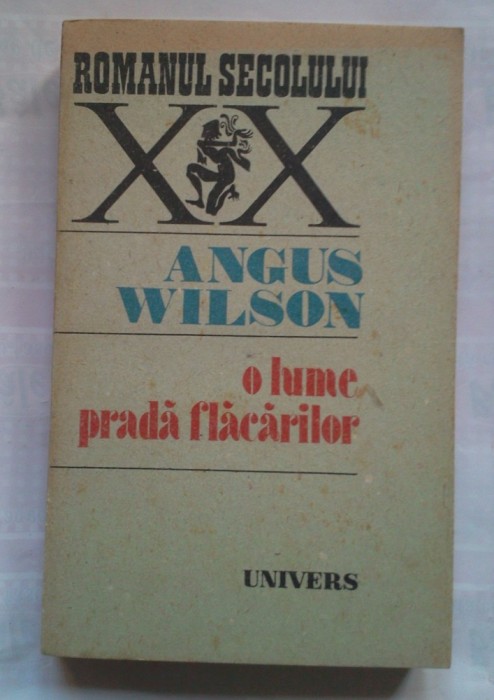 ROMANUL SECOLULUI
XX
ANGUS
WILSON
o lume
pradă flăcărilor
UNIVERS